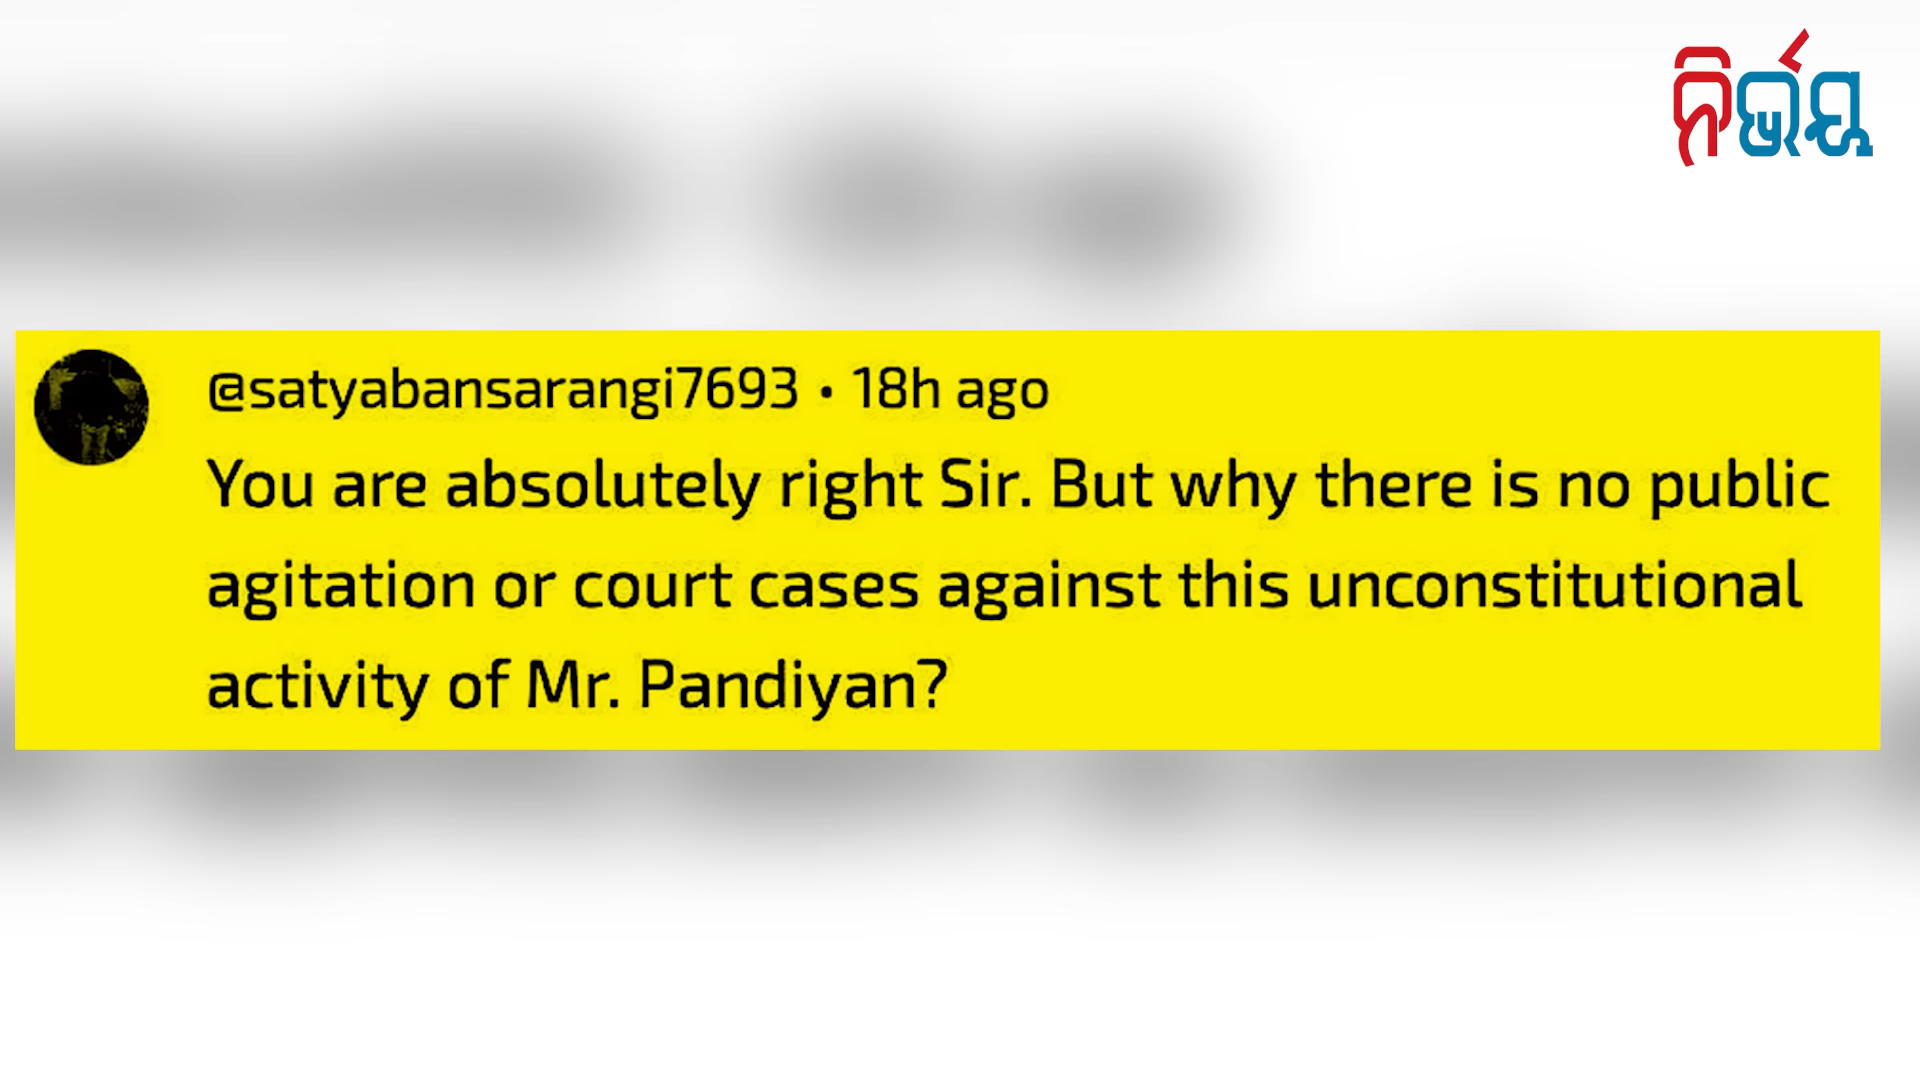 ନିର୍ଭୟ
@satyabansarangi7693 • 18h ago
You are absolutely right Sir. But why there is no public
agitation or court cases against this unconstitutional
activity of Mr. Pandiyan?